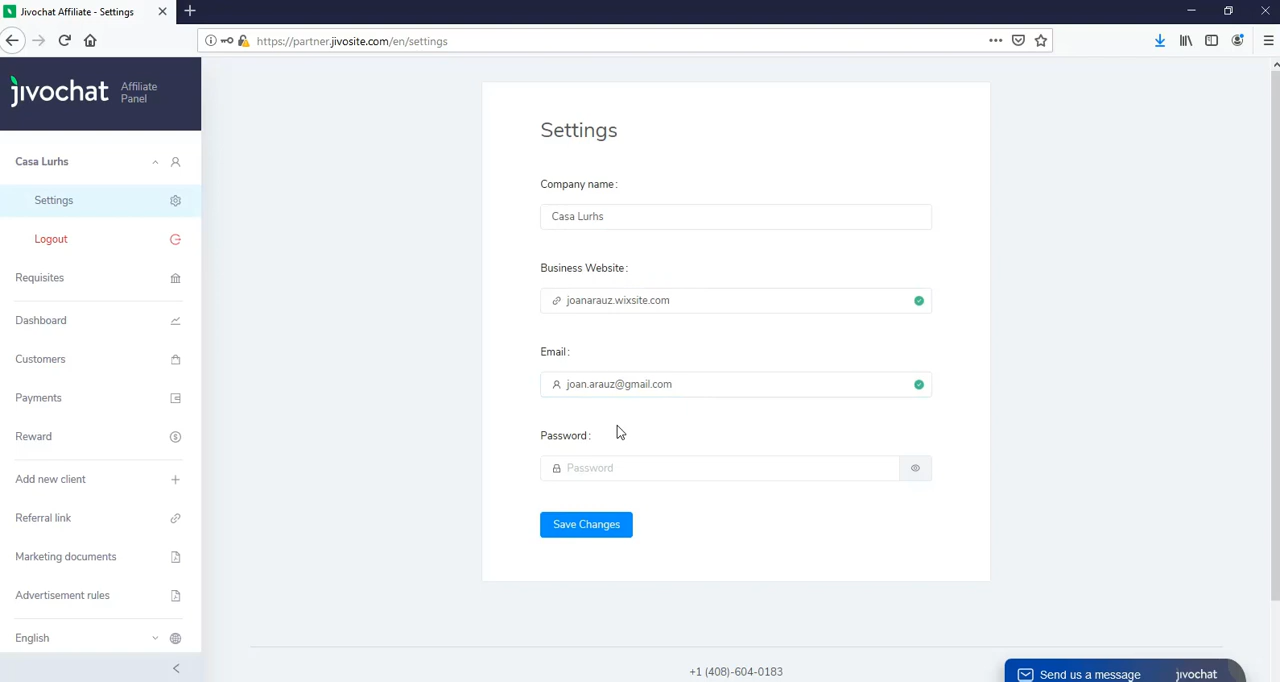 Jivochat Affiliate - Settings
https://partner.jivosite.com/en/settings
jivochat
Affiliate
Panel
Casa Lurhs
Settings
Logout
Requisites
Dashboard
Customers
Payments
Reward
Add new client
Referral link
Marketing documents
Advertisement rules
English
Settings
Company name:
Casa Lurhs
Business Website:
joanarauz.wixsite.com
Email:
joan.arauz@gmail.com
Password:
Password
Save Changes
+1 (408)-604-0183
Send us a message jivochat